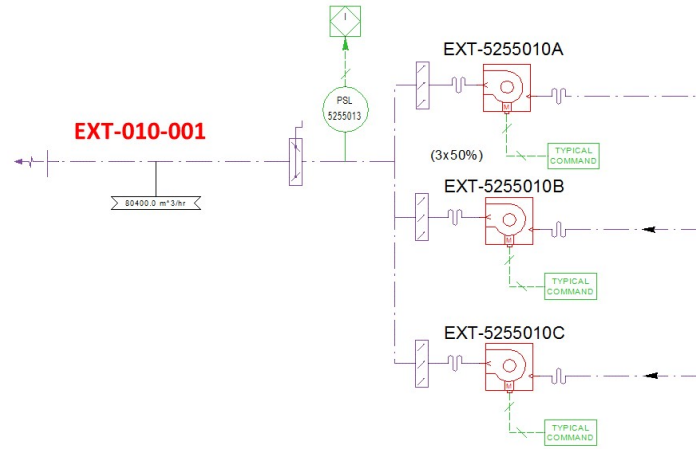 I
EXT-5255010A
PSL
5255013
M
EXT-010-001
TYPICAL
COMMAND
(3x50%)
EXT-5255010B
80400.0 m^3/hr
M
TYPICAL
COMMAND
EXT-5255010C
M
TYPICAL
COMMAND